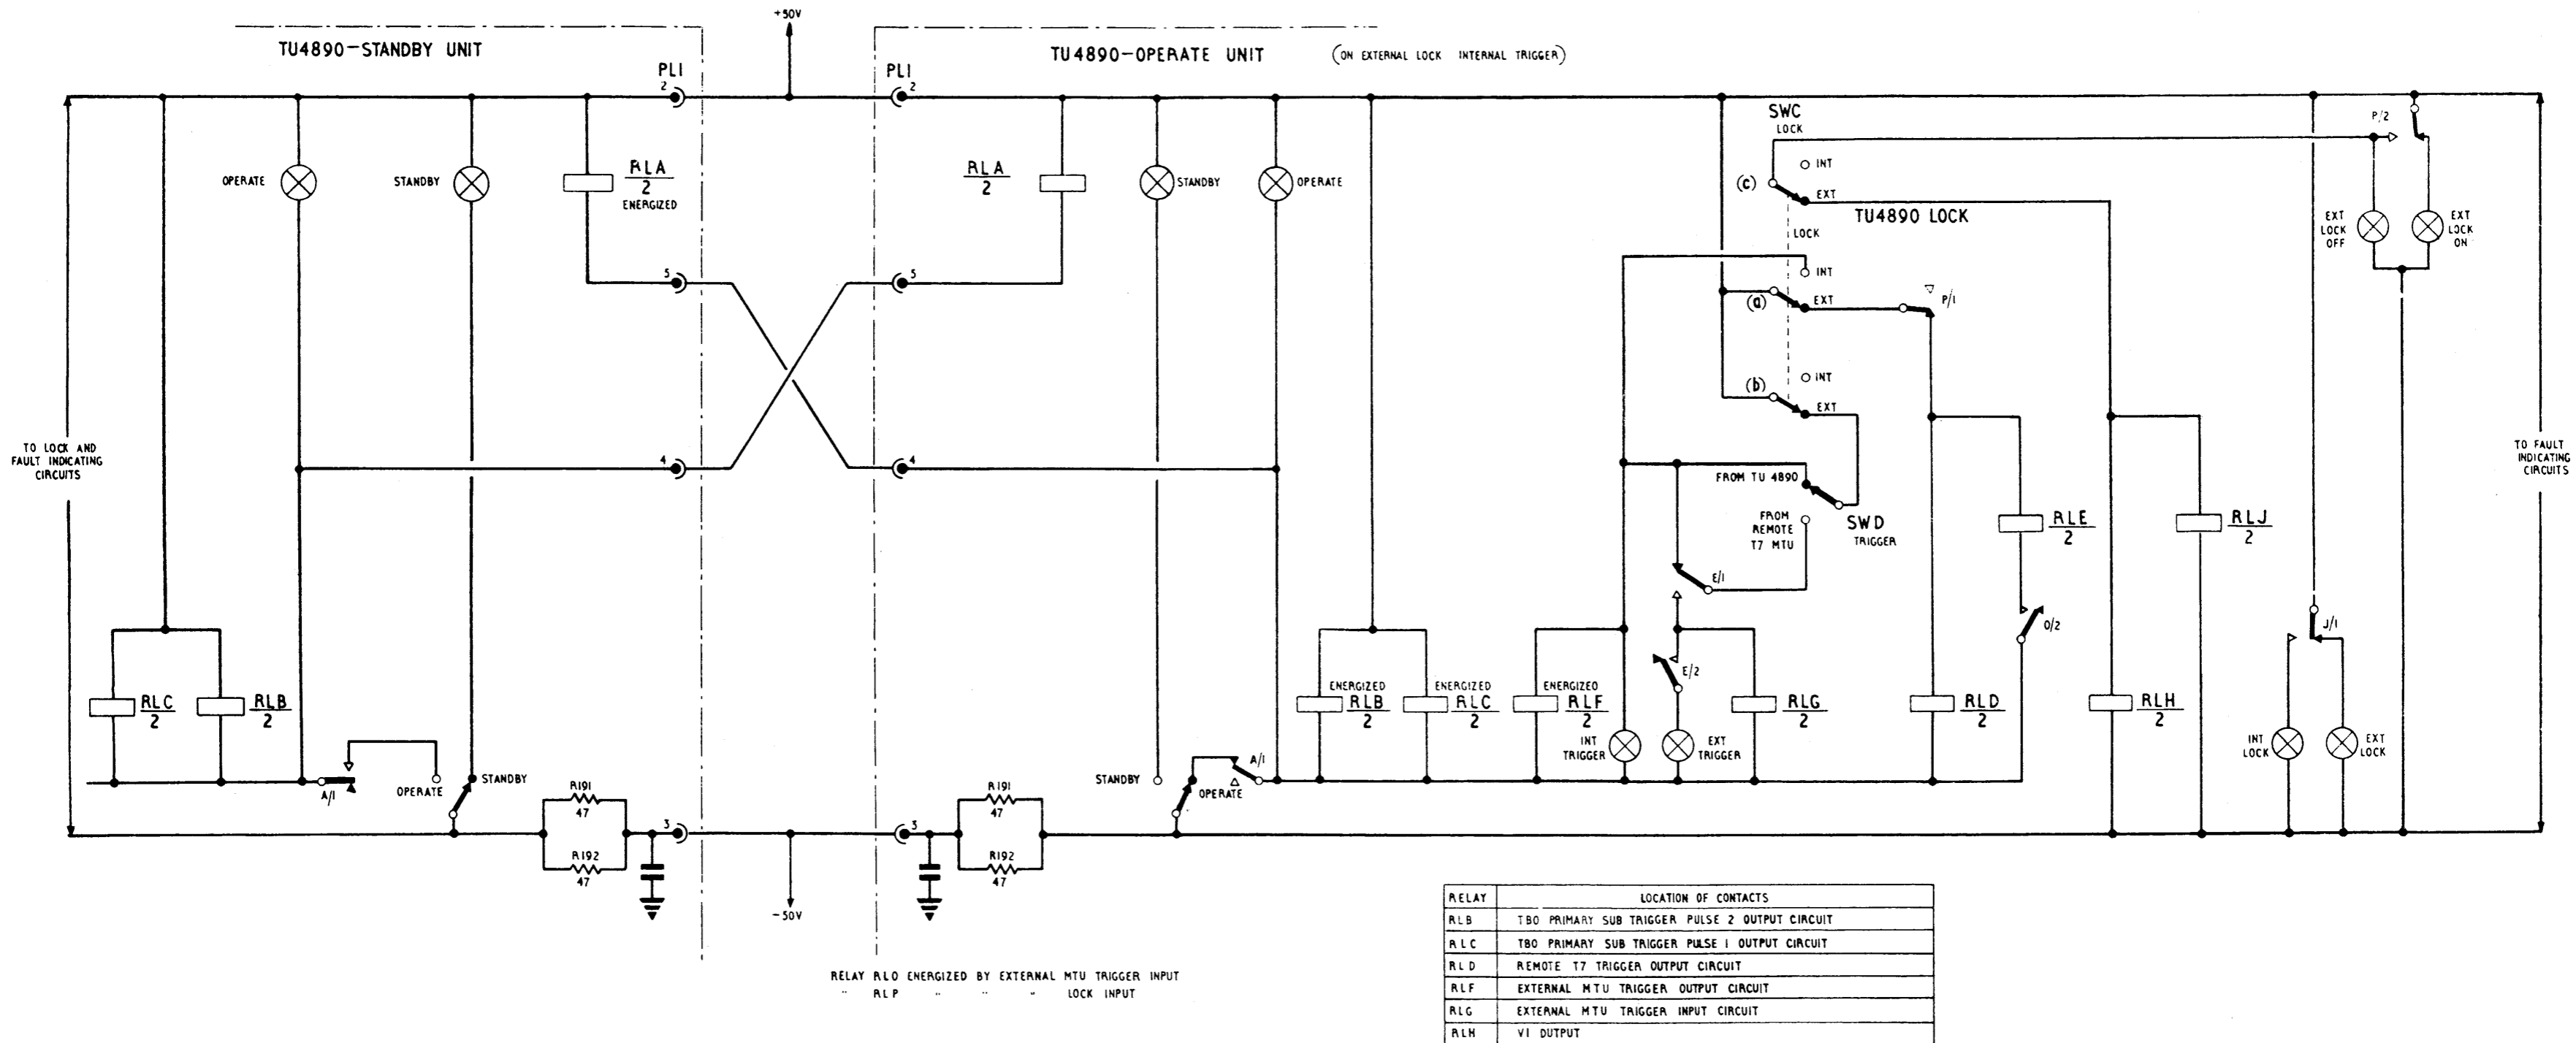 +50V
TU4890-STANDBY UNIT
TU4890-OPERATE UNIT
(ON EXTERNAL LOCK INTERNAL TRIGGER)
PL1
2
PL1
2
OPERATE
STANDBY
RLA
2
ENERGIZED
RLA
2
STANDBY
OPERATE
SWC
LOCK
INT
(c)
EXT
TU4890 LOCK
LOCK
P/2
EXT
LOCK
OFF
EXT
LOCK
ON
5
5
INT
(a)
EXT
P/1
INT
(b)
EXT
4
4
TO LOCK AND
FAULT INDICATING
CIRCUITS
TO FAULT
INDICATING
CIRCUITS
FROM TU 4890
FROM
REMOTE
T7 MTU
SWD
TRIGGER
E/1
RLE
2
RLJ
2
O/2
J/1
E/2
RLC
2
RLB
2
ENERGIZED
RLB
2
ENERGIZED
RLC
2
ENERGIZED
RLF
2
RLG
2
RLD
2
RLH
2
INT
TRIGGER
EXT
TRIGGER
INT
LOCK
EXT
LOCK
A/1
OPERATE
STANDBY
STANDBY
A/1
OPERATE
R191
47
R192
47
3
3
R191
47
R192
47
-50V
RELAY RLO ENERGIZED BY EXTERNAL MTU TRIGGER INPUT
" RLP " " " LOCK INPUT
RELAY LOCATION OF CONTACTS
RLB TBO PRIMARY SUB TRIGGER PULSE 2 OUTPUT CIRCUIT
RLC TBO PRIMARY SUB TRIGGER PULSE 1 OUTPUT CIRCUIT
RLD REMOTE T7 TRIGGER OUTPUT CIRCUIT
RLF EXTERNAL MTU TRIGGER OUTPUT CIRCUIT
RLG EXTERNAL MTU TRIGGER INPUT CIRCUIT
RLH V1 OUTPUT